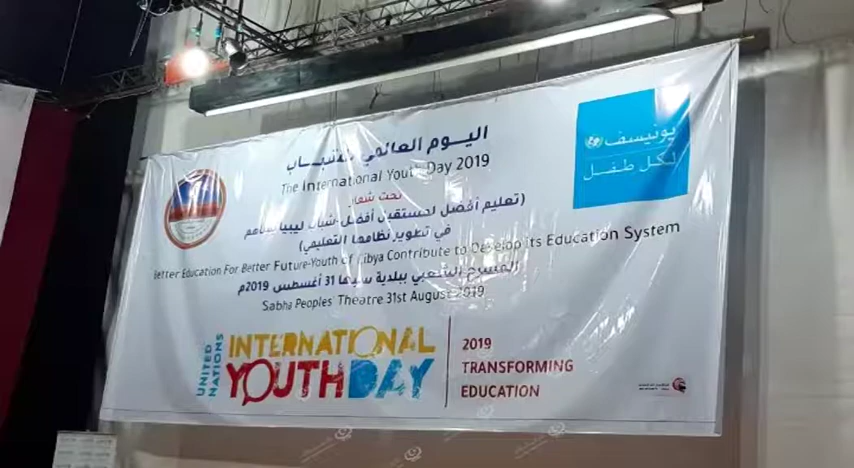 اليوم العالمي للشباب
The International Youth Day 2019
تحت شعار
(تعليم أفضل لمستقبل أفضل-شباب ليبيا يساهم
في تطوير نظامها التعليمي)
Better Education For Better Future-Youth of Libya Contribute to Develop its Education System
المسرح الشعبي ببلدية سبها 31 أغسطس 2019م
Sabha Peoples' Theatre 31st August 2019
يونيسف
لكل طفل
UNITED NATIONS
INTERNATIONAL
YOUTH DAY
2019
TRANSFORMING
EDUCATION